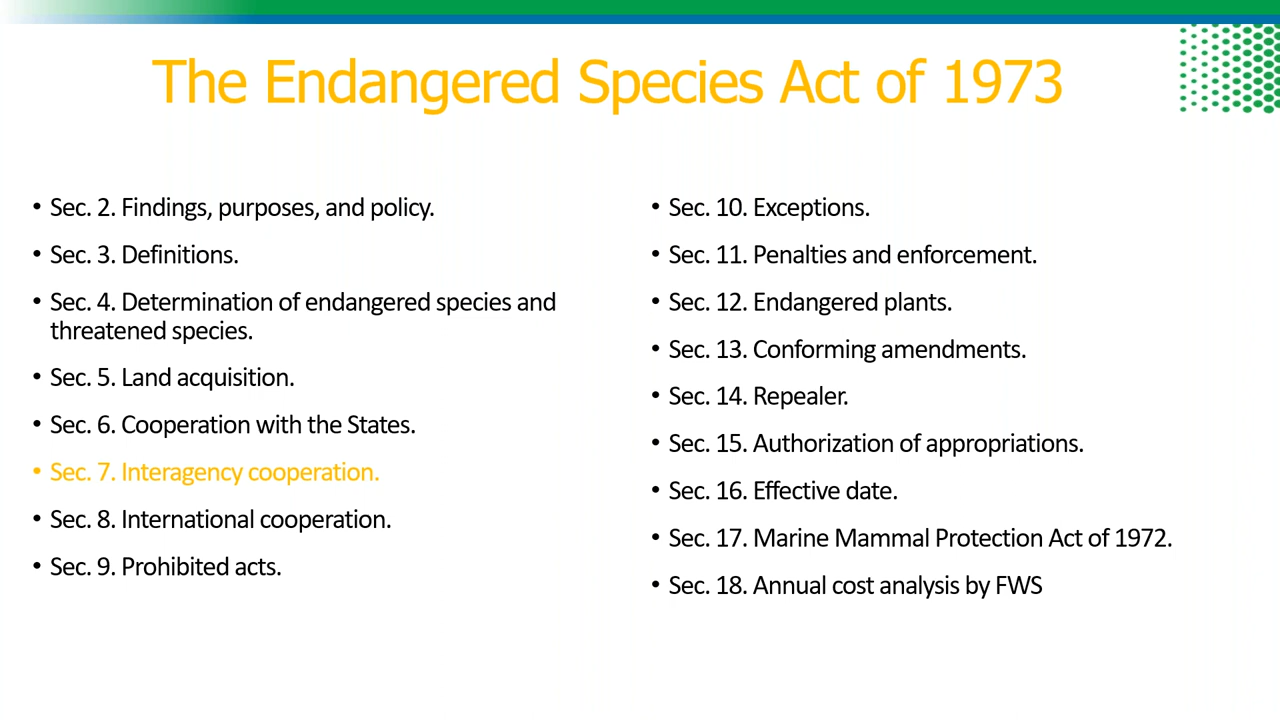 The Endangered Species Act of 1973
• Sec. 2. Findings, purposes, and policy.
• Sec. 3. Definitions.
• Sec. 4. Determination of endangered species and
threatened species.
• Sec. 5. Land acquisition.
• Sec. 6. Cooperation with the States.
• Sec. 7. Interagency cooperation.
• Sec. 8. International cooperation.
• Sec. 9. Prohibited acts.
• Sec. 10. Exceptions.
• Sec. 11. Penalties and enforcement.
• Sec. 12. Endangered plants.
• Sec. 13. Conforming amendments.
• Sec. 14. Repealer.
• Sec. 15. Authorization of appropriations.
• Sec. 16. Effective date.
• Sec. 17. Marine Mammal Protection Act of 1972.
• Sec. 18. Annual cost analysis by FWS